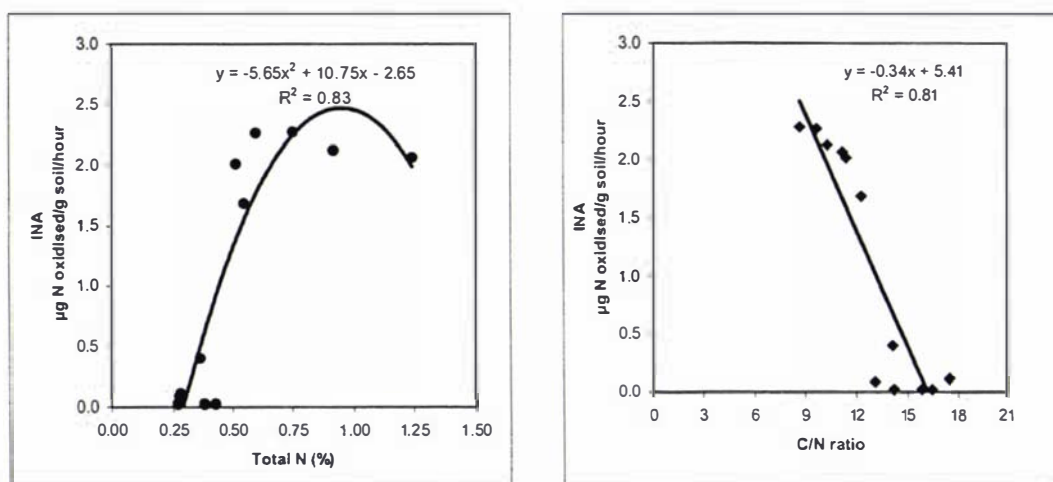 3.0
y = -5.65x² + 10.75x - 2.65
R² = 0.83
2.5
2.0
INA
µg N oxidised/g soil/hour
1.5
1.0
0.5
0.0
0.00 0.25 0.50 0.75 1.00 1.25 1.50
Total N (%)
3.0
y = -0.34x + 5.41
R² = 0.81
2.5
2.0
INA
µg N oxidised/g soil/hour
1.5
1.0
0.5
0.0
0 3 6 9 12 15 18 21
C/N ratio